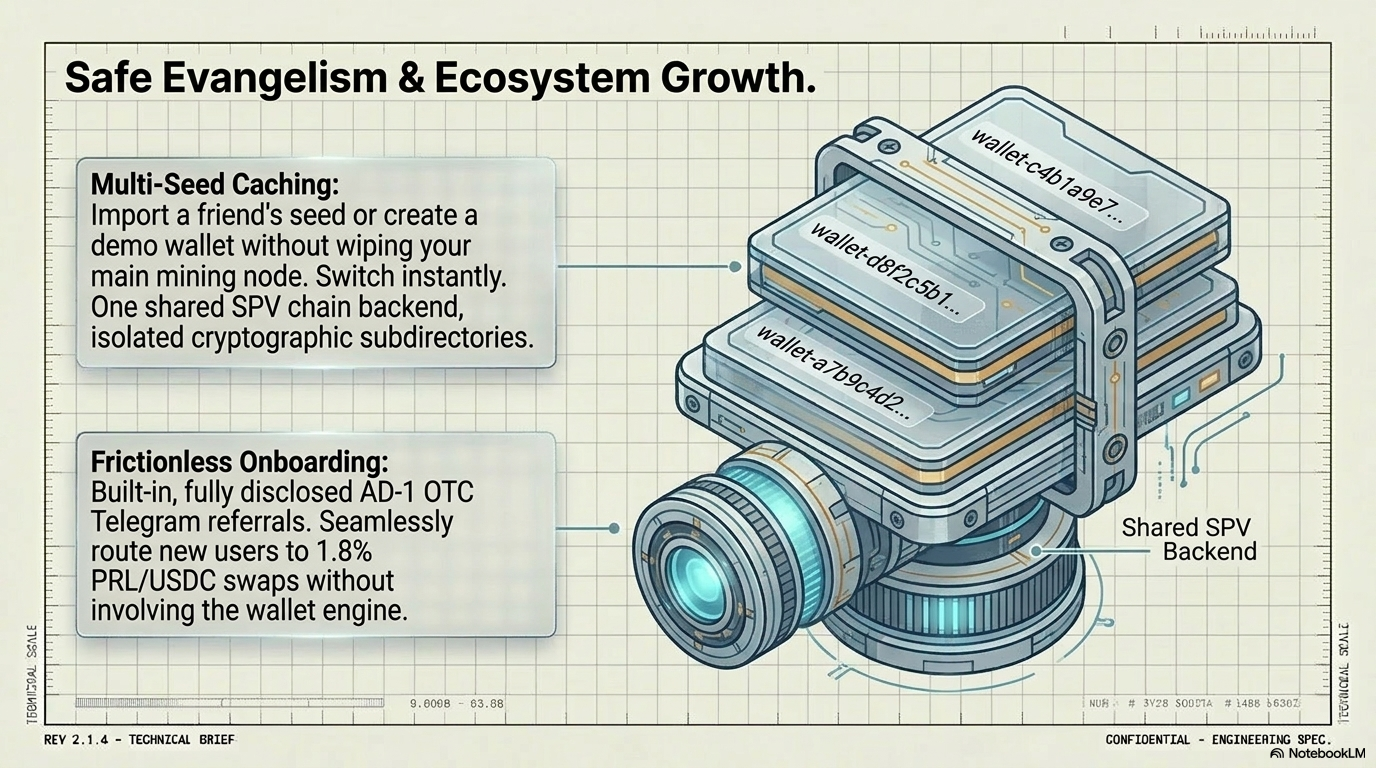 Safe Evangelism & Ecosystem Growth.
Multi-Seed Caching:
Import a friend's seed or create a
demo wallet without wiping your
main mining node. Switch instantly.
One shared SPV chain backend,
isolated cryptographic subdirectories.
Frictionless Onboarding:
Built-in, fully disclosed AD-1 OTC
Telegram referrals. Seamlessly
route new users to 1.8%
PRL/USDC swaps without
involving the wallet engine.
wallet-c4b1a9e7...
wallet-d8f2c5b1...
wallet-a7b9c4d2...
Shared SPV
Backend
REV 2.1.4 - TECHNZCAL BRIEF
CONFIDENTIAL - ENGINEERING SPEC.
NotebookLM